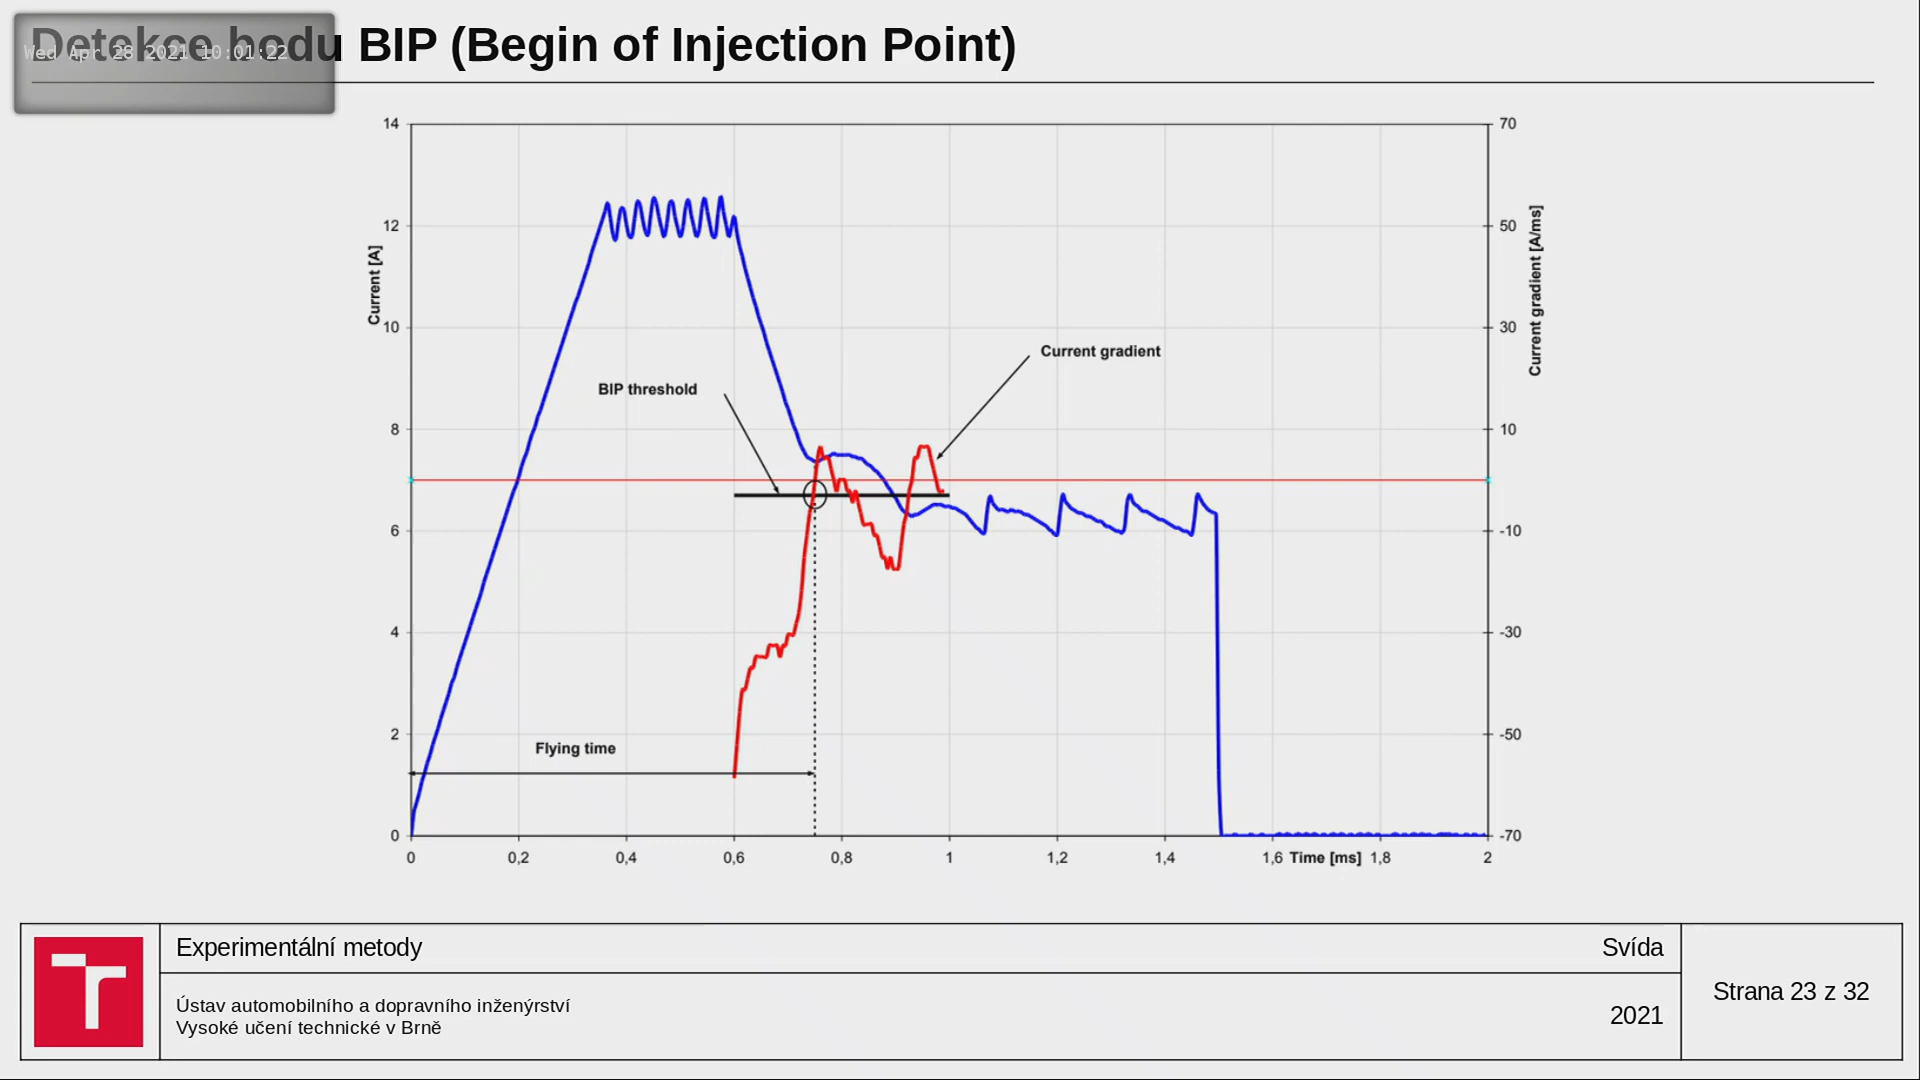 Detekce bodu BIP (Begin of Injection Point)
Wed Apr 28 2021 10:01:22
14
12
10
8
6
4
2
0
Current [A]
70
50
30
10
-10
-30
-50
-70
Current gradient [A/ms]
Current gradient
BIP threshold
Flying time
0 0,2 0,4 0,6 0,8 1 1,2 1,4 1,6 Time [ms] 1,8 2
Experimentální metody
Svída
Ústav automobilního a dopravního inženýrství
Vysoké učení technické v Brně
2021
Strana 23 z 32